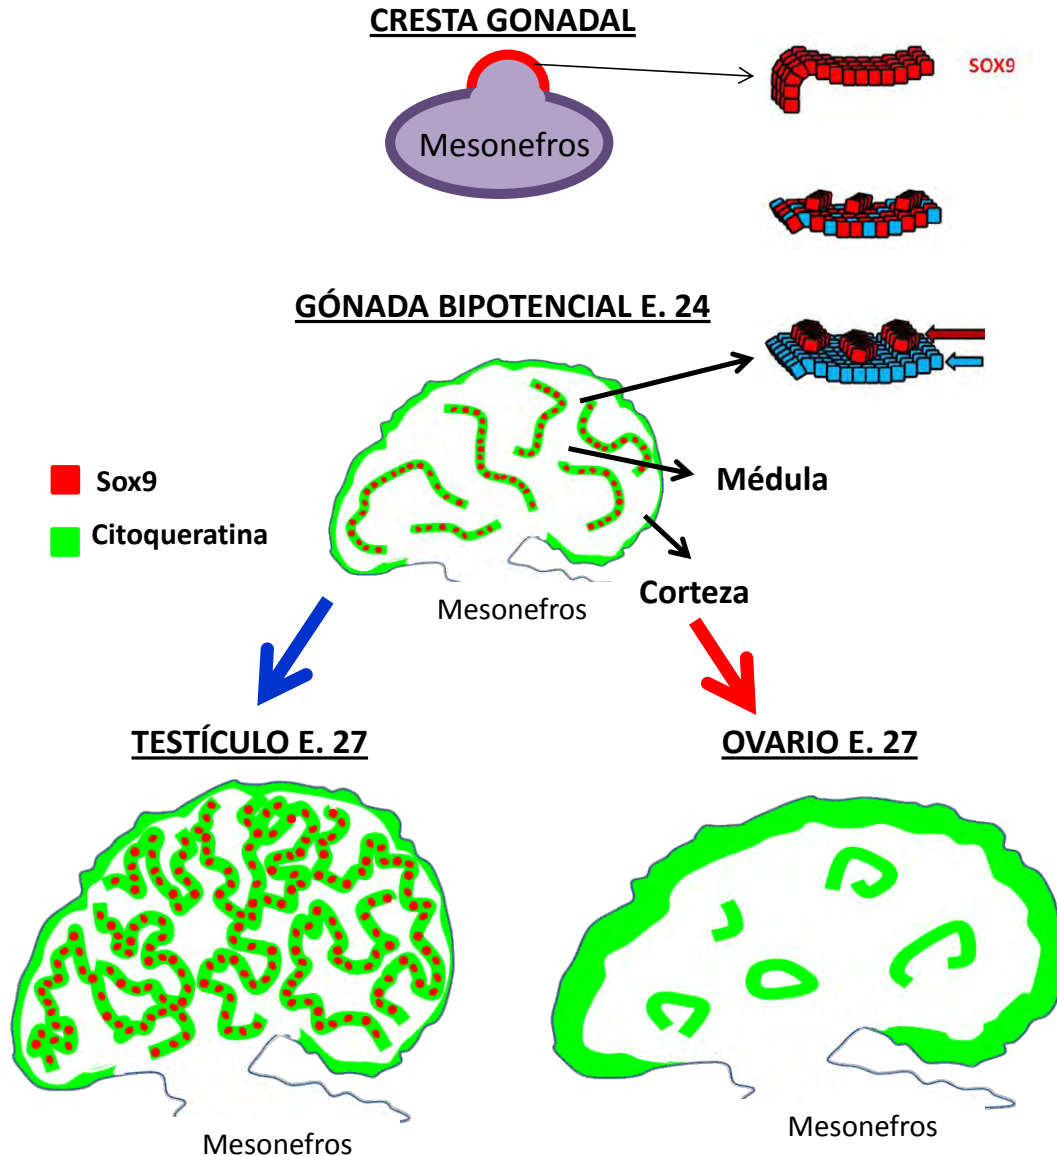 CRESTA GONADAL
SOX9
Mesonefros
GÓNADA BIPOTENCIAL E. 24
Sox9
Médula
Citoqueratina
Corteza
Mesonefros
TESTÍCULO E. 27
OVARIO E. 27
Mesonefros
Mesonefros